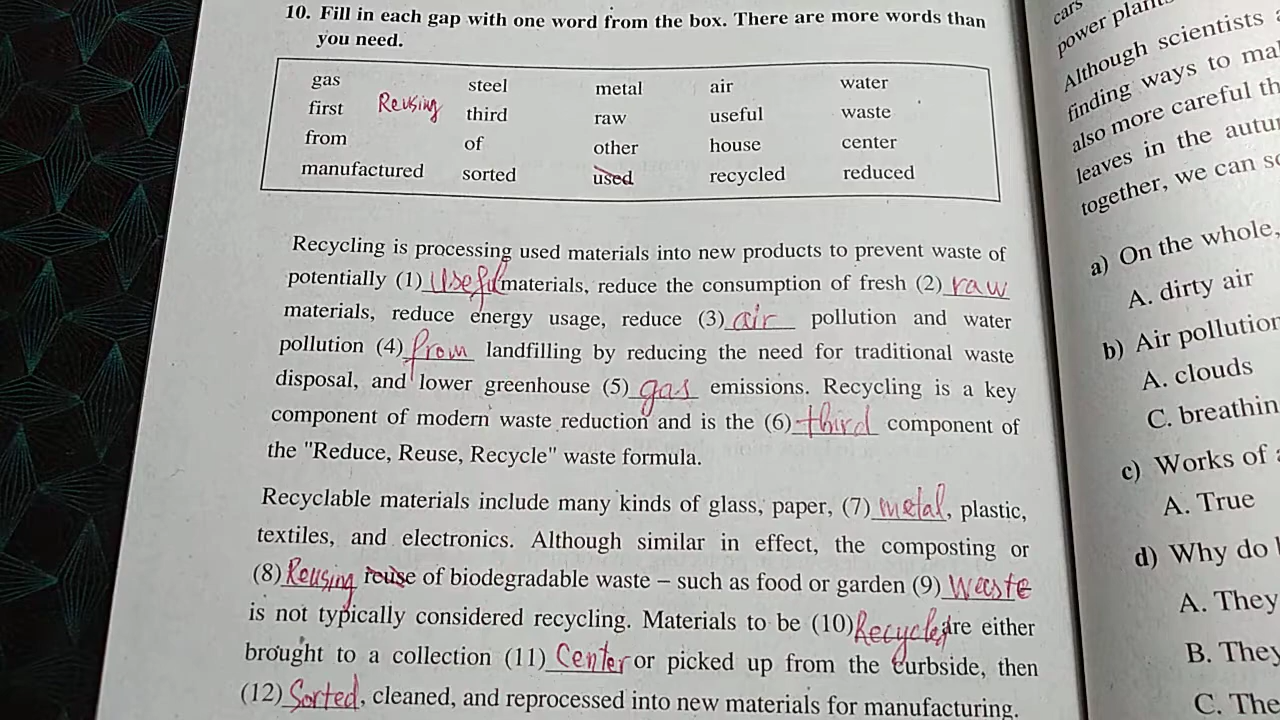 10. Fill in each gap with one word from the box. There are more words than
you need.
gas steel metal air water
first Reusing third raw useful waste
from of other house center
manufactured sorted used recycled reduced
Recycling is processing used materials into new products to prevent waste of
potentially (1) Useful materials, reduce the consumption of fresh (2) raw
materials, reduce energy usage, reduce (3) air pollution and water
pollution (4) from landfilling by reducing the need for traditional waste
disposal, and lower greenhouse (5) gas emissions. Recycling is a key
component of modern waste reduction and is the (6) third component of
the "Reduce, Reuse, Recycle" waste formula.
Recyclable materials include many kinds of glass, paper, (7) metal, plastic,
textiles, and electronics. Although similar in effect, the composting or
(8) Reusing reuse of biodegradable waste – such as food or garden (9) Waste
is not typically considered recycling. Materials to be (10) Recycled are either
brought to a collection (11) Center or picked up from the curbside, then
(12) Sorted, cleaned, and reprocessed into new materials for manufacturing.
cars
power plants
Although scientists
finding ways to
also more careful
leaves in the
together, we can
a) On the whole,
A. dirty air
b) Air pollution
A. clouds
C.
c) Works of
A. True
d) Why do
A. They
B. They
C. The